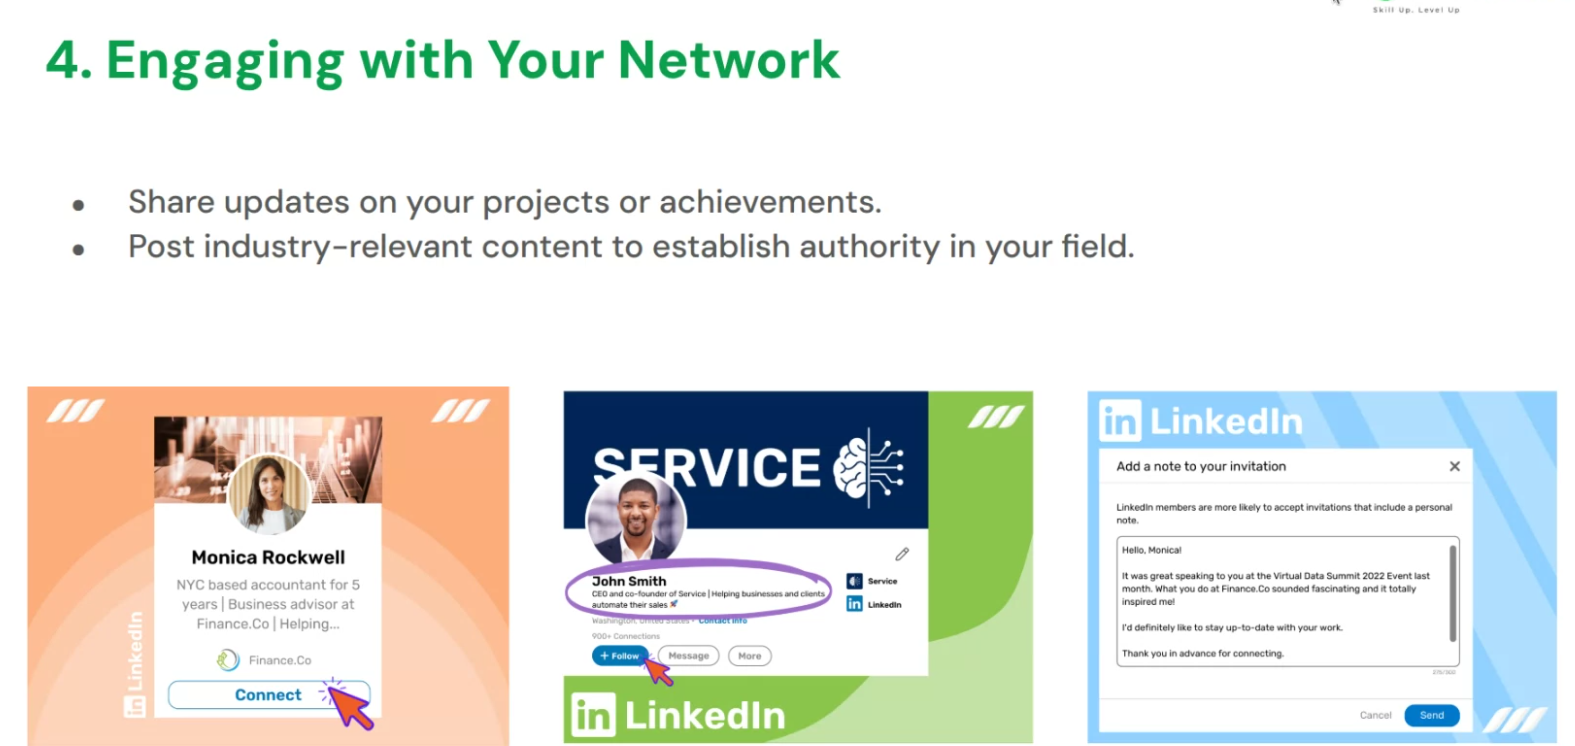 Skill Up. Level Up
4. Engaging with Your Network
● Share updates on your projects or achievements.
● Post industry-relevant content to establish authority in your field.
Monica Rockwell
NYC based accountant for 5
years | Business advisor at
Finance.Co | Helping...
Finance.Co
Connect
in LinkedIn
SERVICE
John Smith
CEO and co-founder of Service | Helping businesses and clients
automate their sales 🚀
Washington, United States · Contact info
900+ Connections
+ Follow
Message
More
Service
in LinkedIn
in LinkedIn
in LinkedIn
Add a note to your invitation
LinkedIn members are more likely to accept invitations that include a personal
note.
Hello, Monica!
It was great speaking to you at the Virtual Data Summit 2022 Event last
month. What you do at Finance.Co sounded fascinating and it totally
inspired me!
I'd definitely like to stay up-to-date with your work.
Thank you in advance for connecting.
Cancel
Send